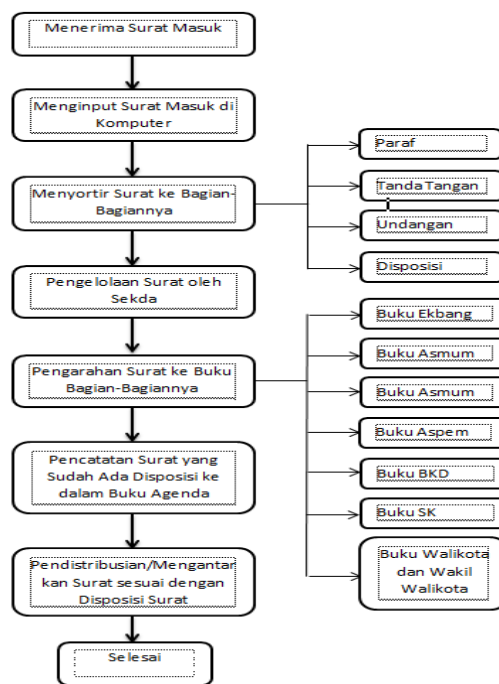 Menerima Surat Masuk
Menginput Surat Masuk di
Komputer
Menyortir Surat ke Bagian-
Bagiannya
Paraf
Tanda Tangan
Undangan
Disposisi
Pengelolaan Surat oleh
Sekda
Pengarahan Surat ke Buku
Bagian-Bagiannya
Buku Ekbang
Buku Asmum
Buku Asmum
Buku Aspem
Buku BKD
Buku SK
Buku Walikota
dan Wakil
Walikota
Pencatatan Surat yang
Sudah Ada Disposisi ke
dalam Buku Agenda
Pendistribusian/Mengantar
kan Surat sesuai dengan
Disposisi Surat
Selesai